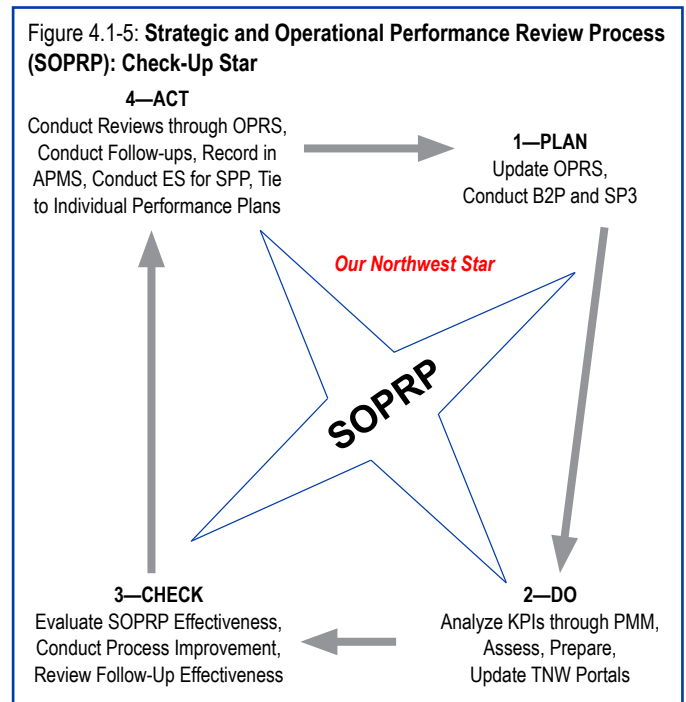 Figure 4.1-5: Strategic and Operational Performance Review Process
(SOPRP): Check-Up Star
4—ACT
Conduct Reviews through OPRS,
Conduct Follow-ups, Record in
APMS, Conduct ES for SPP, Tie
to Individual Performance Plans
1—PLAN
Update OPRS,
Conduct B2P and SP3
Our Northwest Star
SOPRP
3—CHECK
Evaluate SOPRP Effectiveness,
Conduct Process Improvement,
Review Follow-Up Effectiveness
2—DO
Analyze KPIs through PMM,
Assess, Prepare,
Update TNW Portals